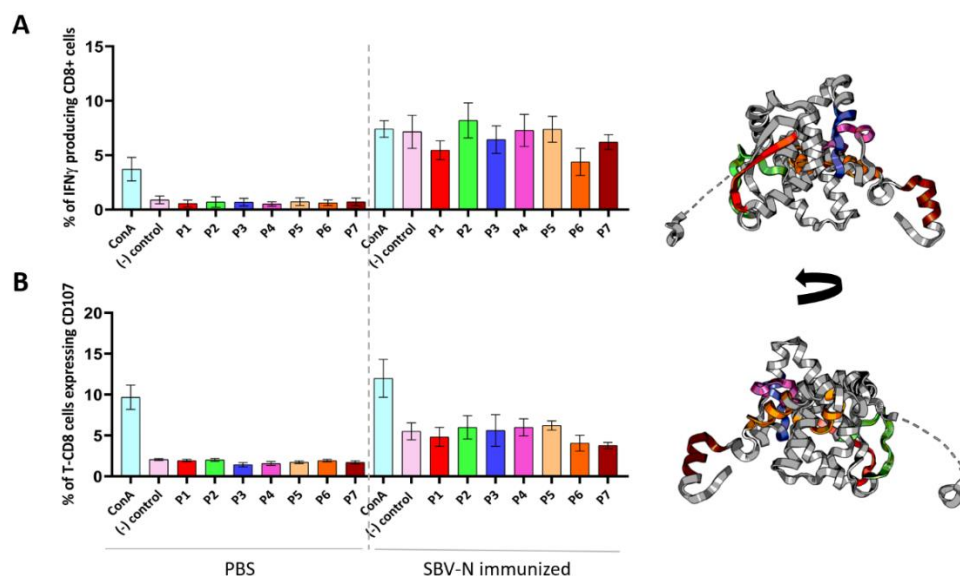 A
% of IFNγ producing CD8+ cells
15
10
5
0
ConA
(-) control
P1
P2
P3
P4
P5
P6
P7
ConA
(-) control
P1
P2
P3
P4
P5
P6
P7
B
% of T-CD8 cells expressing CD107
20
15
10
5
0
ConA
(-) control
P1
P2
P3
P4
P5
P6
P7
ConA
(-) control
P1
P2
P3
P4
P5
P6
P7
PBS
SBV-N immunized